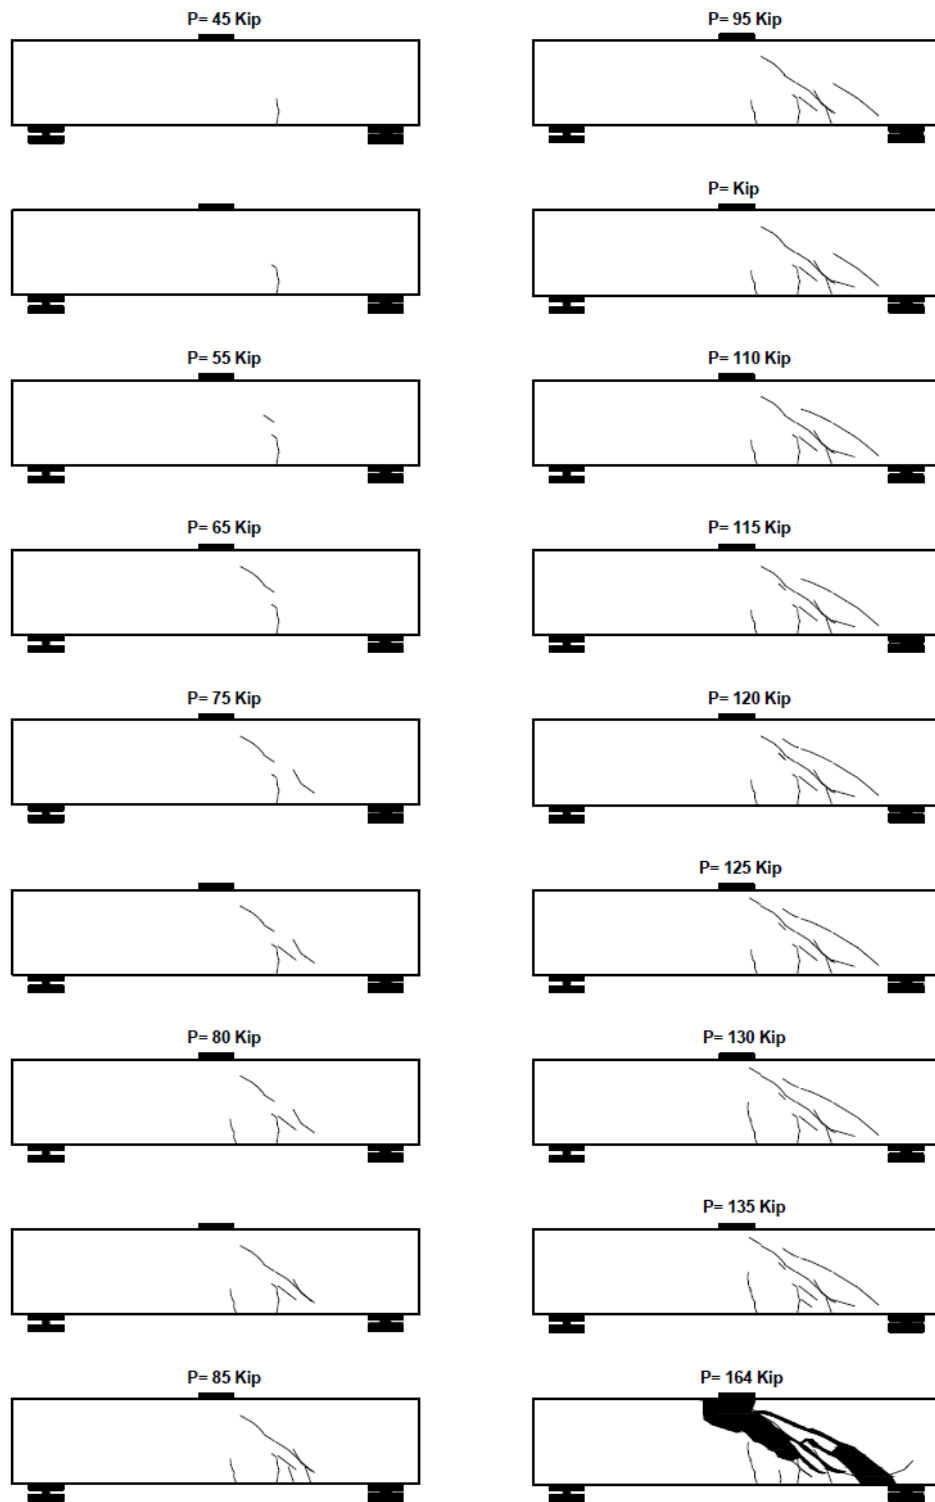 P= 45 Kip
P= 55 Kip
P= 65 Kip
P= 75 Kip
P= 80 Kip
P= 85 Kip
P= 95 Kip
P= Kip
P= 110 Kip
P= 115 Kip
P= 120 Kip
P= 125 Kip
P= 130 Kip
P= 135 Kip
P= 164 Kip